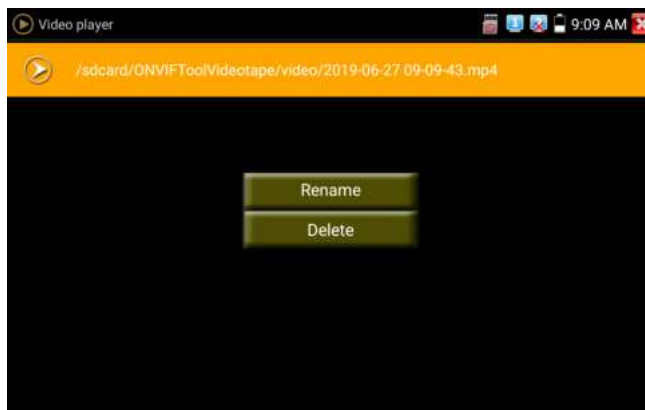 Video player
9:09 AM
/sdcard/ONVIFToolVideotape/video/2019-06-27 09-09-43.mp4
Rename
Delete